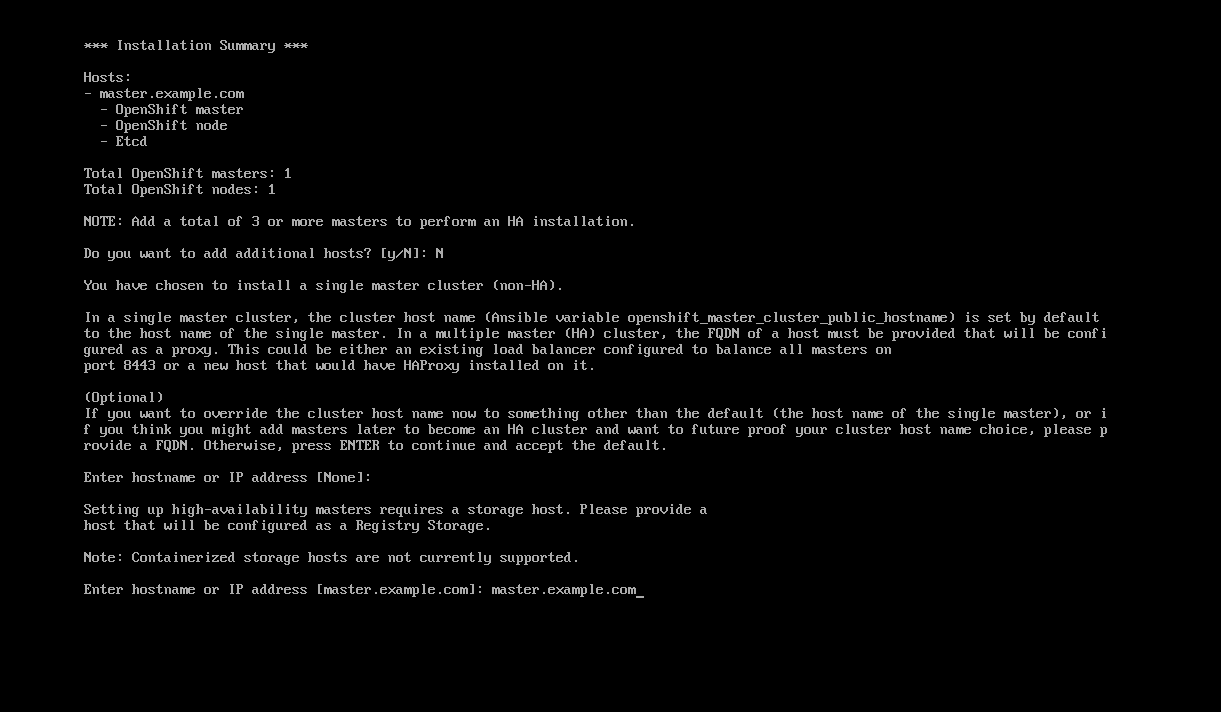 *** Installation Summary ***
Hosts:
- master.example.com
- OpenShift master
- OpenShift node
- Etcd
Total OpenShift masters: 1
Total OpenShift nodes: 1
NOTE: Add a total of 3 or more masters to perform an HA installation.
Do you want to add additional hosts? [y/N]: N
You have chosen to install a single master cluster (non-HA).
In a single master cluster, the cluster host name (Ansible variable openshift_master_cluster_public_hostname) is set by default
to the host name of the single master. In a multiple master (HA) cluster, the FQDN of a host must be provided that will be confi
gured as a proxy. This could be either an existing load balancer configured to balance all masters on
port 8443 or a new host that would have HAProxy installed on it.
(Optional)
If you want to override the cluster host name now to something other than the default (the host name of the single master), or i
f you think you might add masters later to become an HA cluster and want to future proof your cluster host name choice, please p
rovide a FQDN. Otherwise, press ENTER to continue and accept the default.
Enter hostname or IP address [None]:
Setting up high-availability masters requires a storage host. Please provide a
host that will be configured as a Registry Storage.
Note: Containerized storage hosts are not currently supported.
Enter hostname or IP address [master.example.com]: master.example.com_